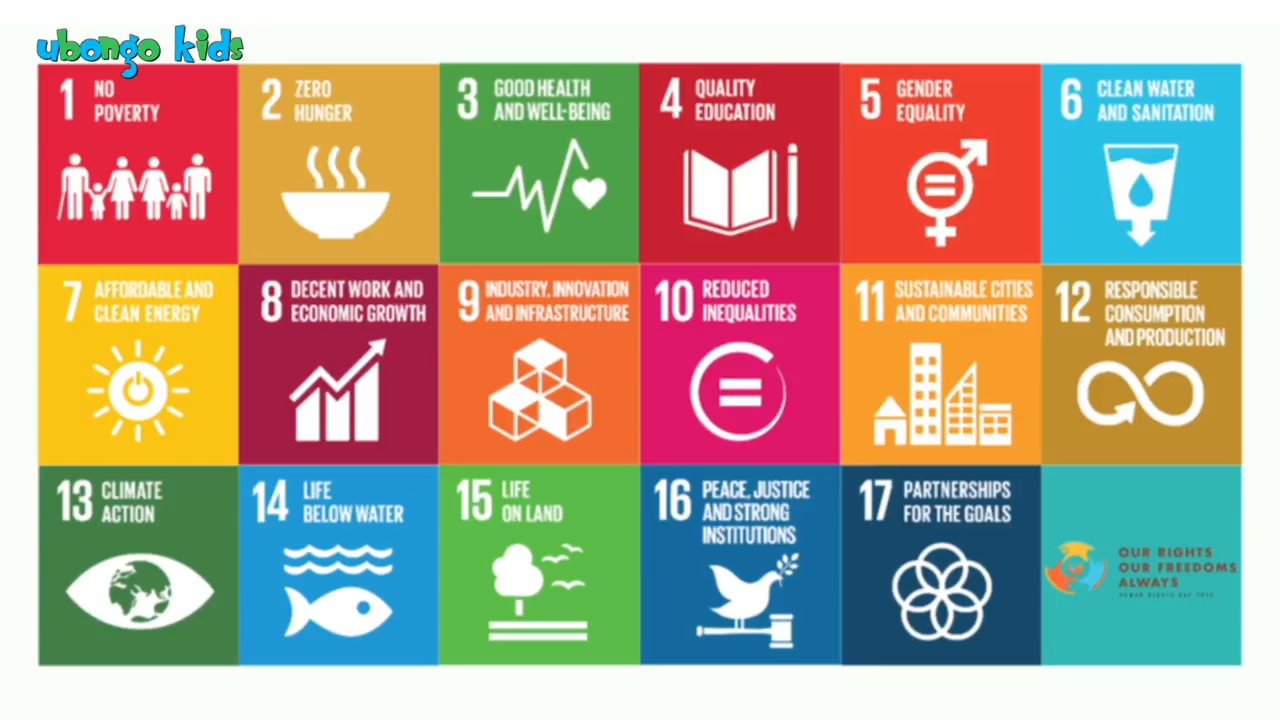 ubongo kids
1 NO
POVERTY
2 ZERO
HUNGER
3 GOOD HEALTH
AND WELL-BEING
4 QUALITY
EDUCATION
5 GENDER
EQUALITY
6 CLEAN WATER
AND SANITATION
7 AFFORDABLE AND
CLEAN ENERGY
8 DECENT WORK AND
ECONOMIC GROWTH
9 INDUSTRY, INNOVATION
AND INFRASTRUCTURE
10 REDUCED
INEQUALITIES
11 SUSTAINABLE CITIES
AND COMMUNITIES
12 RESPONSIBLE
CONSUMPTION
AND PRODUCTION
13 CLIMATE
ACTION
14 LIFE
BELOW WATER
15 LIFE
ON LAND
16 PEACE, JUSTICE
AND STRONG
INSTITUTIONS
17 PARTNERSHIPS
FOR THE GOALS
OUR RIGHTS
OUR FREEDOMS
ALWAYS